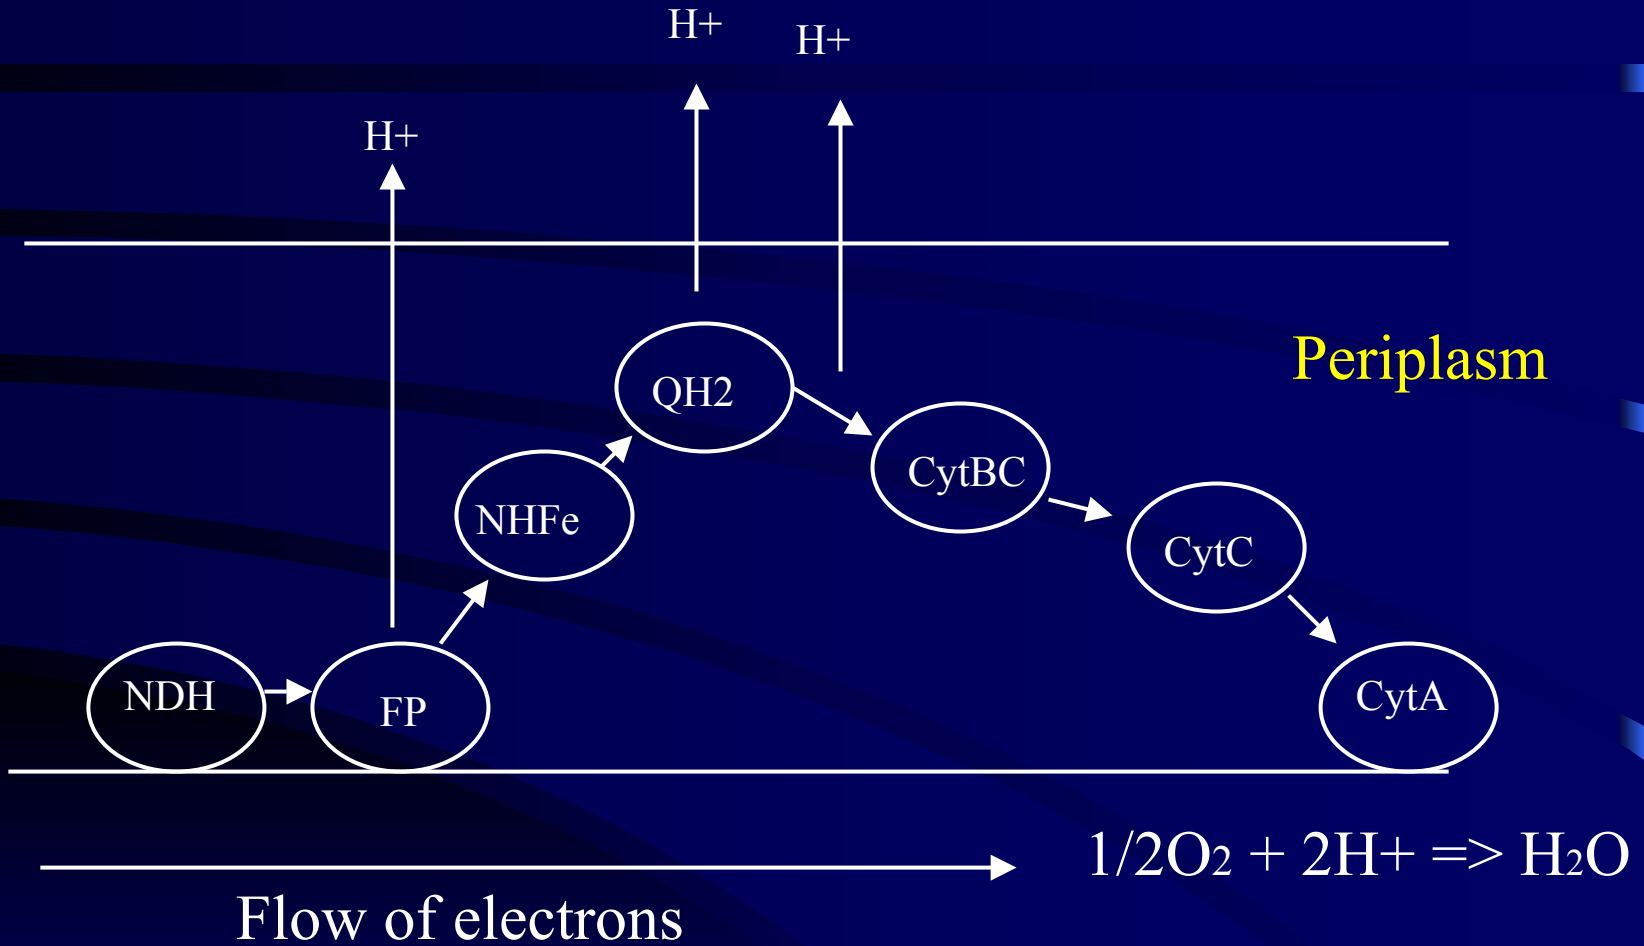 H+
H+
H+
Periplasm
QH2
CytBC
NHFe
CytC
NDH
FP
CytA
1/2O2 + 2H+ => H2O
Flow of electrons